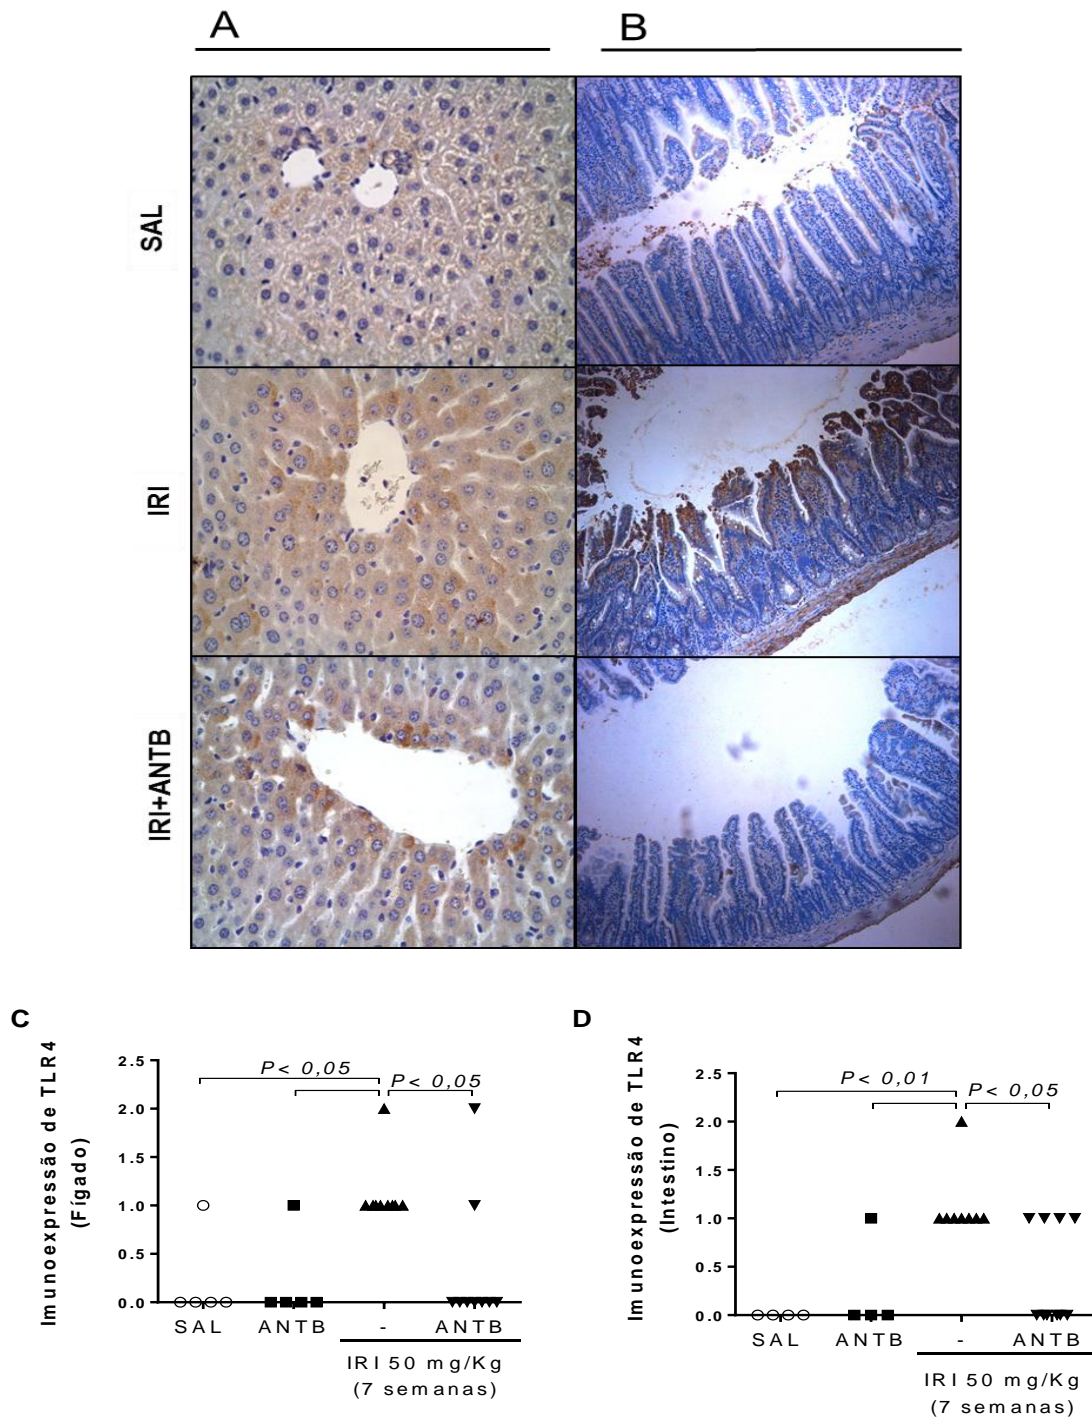 A
B
SAL
IRI
IRI+ANTB
C
Imunoexpressão de TLR4
(Fígado)
2.5
2.0
1.5
1.0
0.5
0.0
P< 0,05
P< 0,05
SAL
ANTB
-
ANTB
IRI 50 mg/Kg
(7 semanas)
D
Imunoexpressão de TLR4
(Intestino)
2.5
2.0
1.5
1.0
0.5
0.0
P< 0,01
P< 0,05
SAL
ANTB
-
ANTB
IRI 50 mg/Kg
(7 semanas)